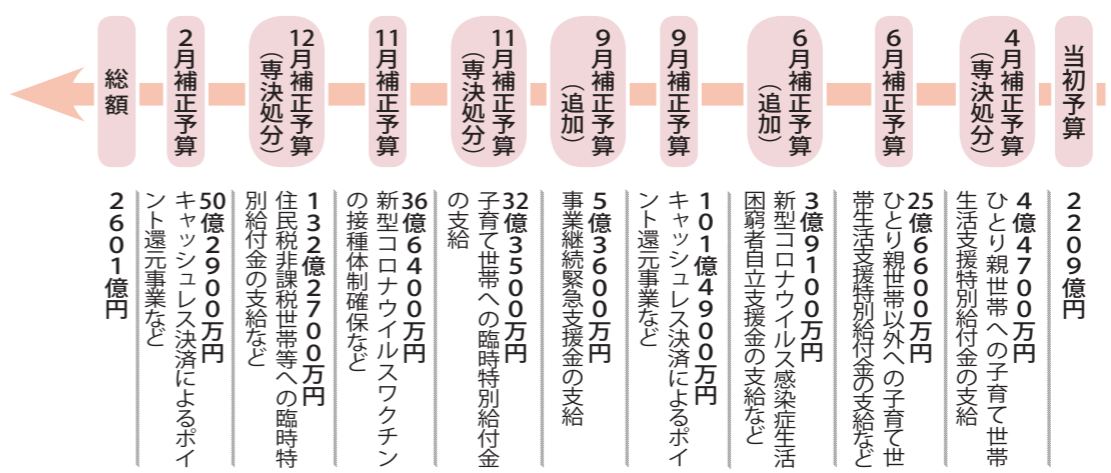 当初予算
2209億円
4月補正予算
（専決処分）
4億4700万円
ひとり親世帯への子育て世帯
生活支援特別給付金の支給
6月補正予算
25億6600万円
ひとり親世帯以外への子育て世
帯生活支援特別給付金の支給など
6月補正予算
（追加）
3億9100万円
新型コロナウイルス感染症生活
困窮者自立支援金の支給など
9月補正予算
101億4900万円
キャッシュレス決済によるポイ
ント還元事業など
9月補正予算
（追加）
5億3600万円
事業継続緊急支援金の支給
11月補正予算
（専決処分）
32億3500万円
子育て世帯への臨時特別給付金
の支給
11月補正予算
36億6400万円
新型コロナウイルスワクチン
の接種体制確保など
12月補正予算
（専決処分）
132億2700万円
住民税非課税世帯等への臨時特
別給付金の支給など
2月補正予算
50億2900万円
キャッシュレス決済によるポイ
ント還元事業など
総額
2601億円